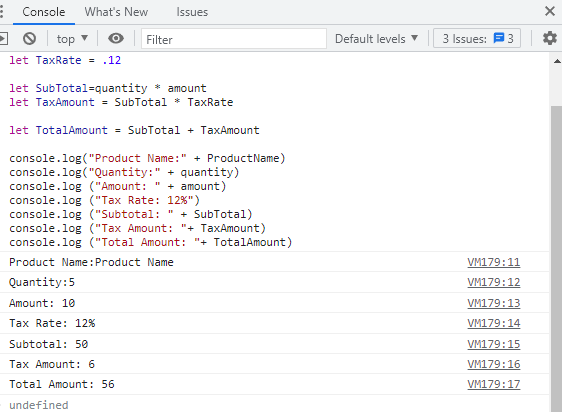 Console What's New Issues
top Filter Default levels 3 Issues: 3
let TaxRate = .12
let SubTotal=quantity * amount
let TaxAmount = SubTotal * TaxRate
let TotalAmount = SubTotal + TaxAmount
console.log("Product Name:" + ProductName)
console.log("Quantity:" + quantity)
console.log ("Amount: " + amount)
console.log ("Tax Rate: 12%")
console.log ("Subtotal: " + SubTotal)
console.log ("Tax Amount: "+ TaxAmount)
console.log ("Total Amount: "+ TotalAmount)
Product Name:Product Name VM179:11
Quantity:5 VM179:12
Amount: 10 VM179:13
Tax Rate: 12% VM179:14
Subtotal: 50 VM179:15
Tax Amount: 6 VM179:16
Total Amount: 56 VM179:17
undefined